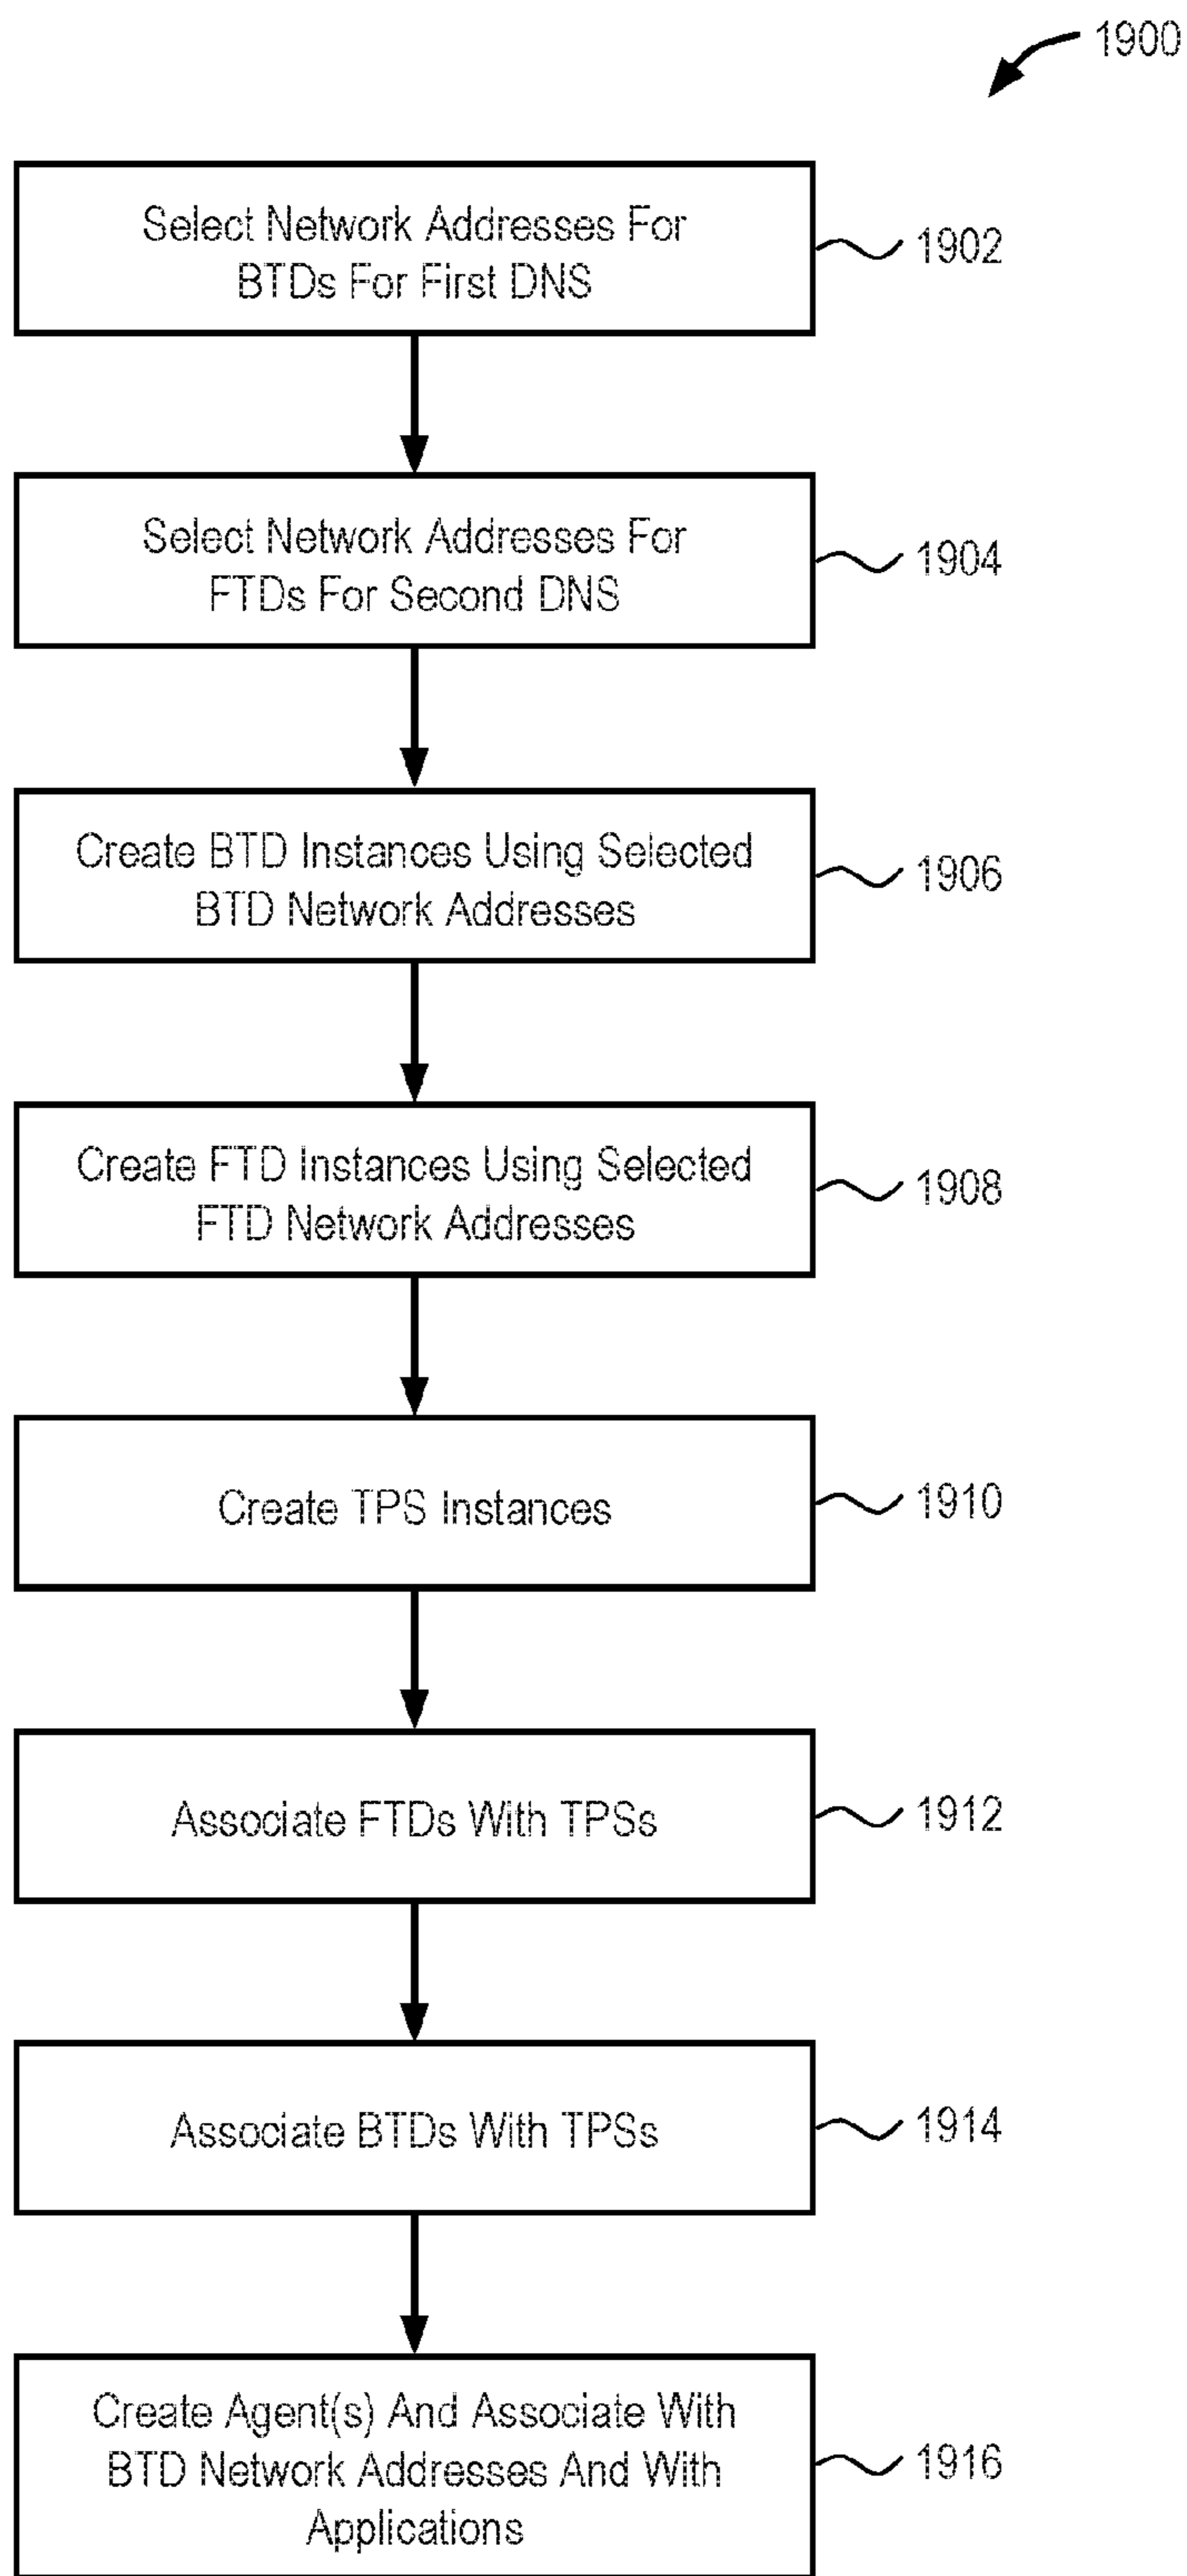 1900
Select Network Addresses For
BTDs For First DNS
1902
Select Network Addresses For
FTDs For Second DNS
1904
Create BTD Instances Using Selected
BTD Network Addresses
1906
Create FTD Instances Using Selected
FTD Network Addresses
1908
Create TPS Instances
1910
Associate FTDs With TPSs
1912
Associate BTDs With TPSs
1914
Create Agent(s) And Associate With
BTD Network Addresses And With
Applications
1916